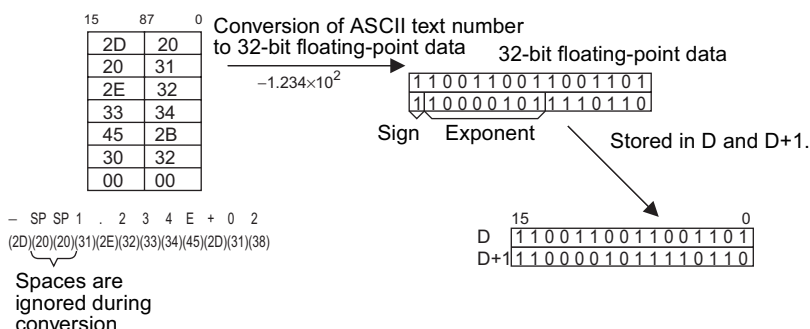 15 87 0
2D 20
20 31
2E 32
33 34
45 2B
30 32
00 00
Conversion of ASCII text number
to 32-bit floating-point data
−1.234×10²
32-bit floating-point data
1 1 0 0 1 1 0 0 1 1 0 0 1 1 0 1
1 1 0 0 0 0 1 0 1 1 1 1 0 1 1 0
Sign Exponent
Stored in D and D+1.
– SP SP 1 . 2 3 4 E + 0 2
(2D)(20)(20)(31)(2E)(32)(33)(34)(45)(2D)(31)(38)
Spaces are
ignored during
conversion
15 0
D 1 1 0 0 1 1 0 0 1 1 0 0 1 1 0 1
D+1 1 1 0 0 0 0 1 0 1 1 1 1 0 1 1 0